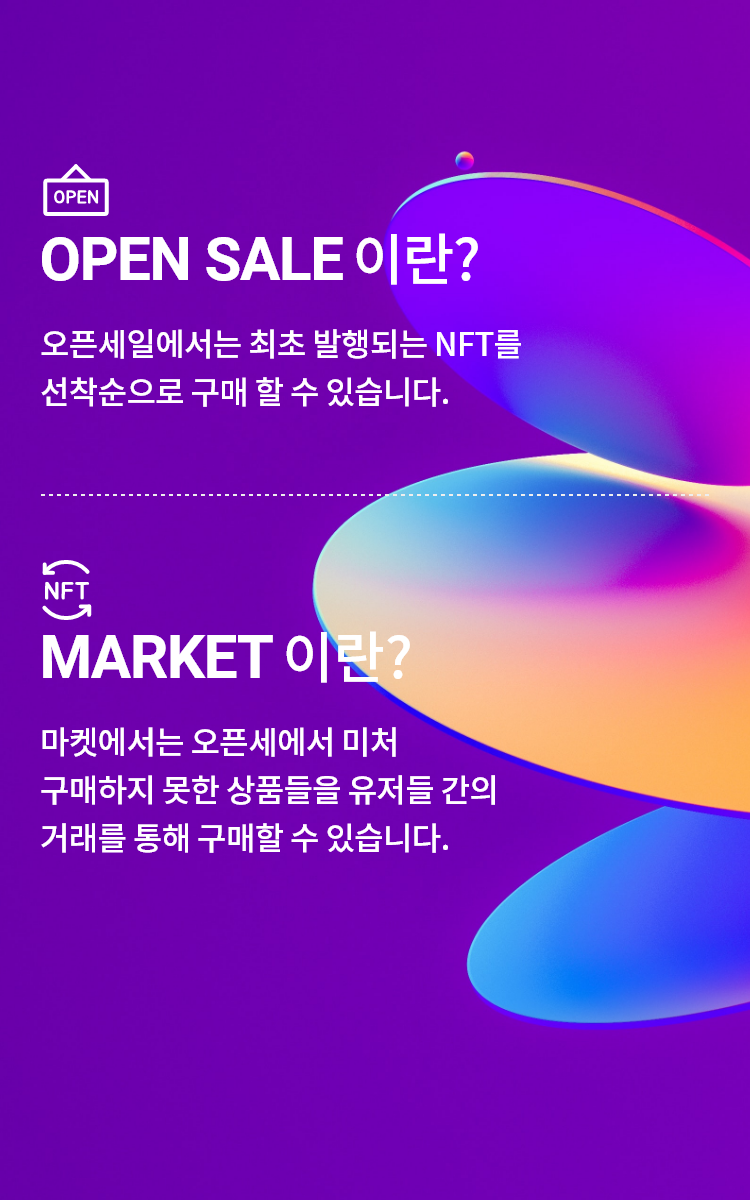 OPEN
OPEN SALE 이란?
오픈세일에서는 최초 발행되는 NFT를
선착순으로 구매 할 수 있습니다.
NFT
MARKET 이란?
마켓에서는 오픈세에서 미처
구매하지 못한 상품들을 유저들 간의
거래를 통해 구매할 수 있습니다.